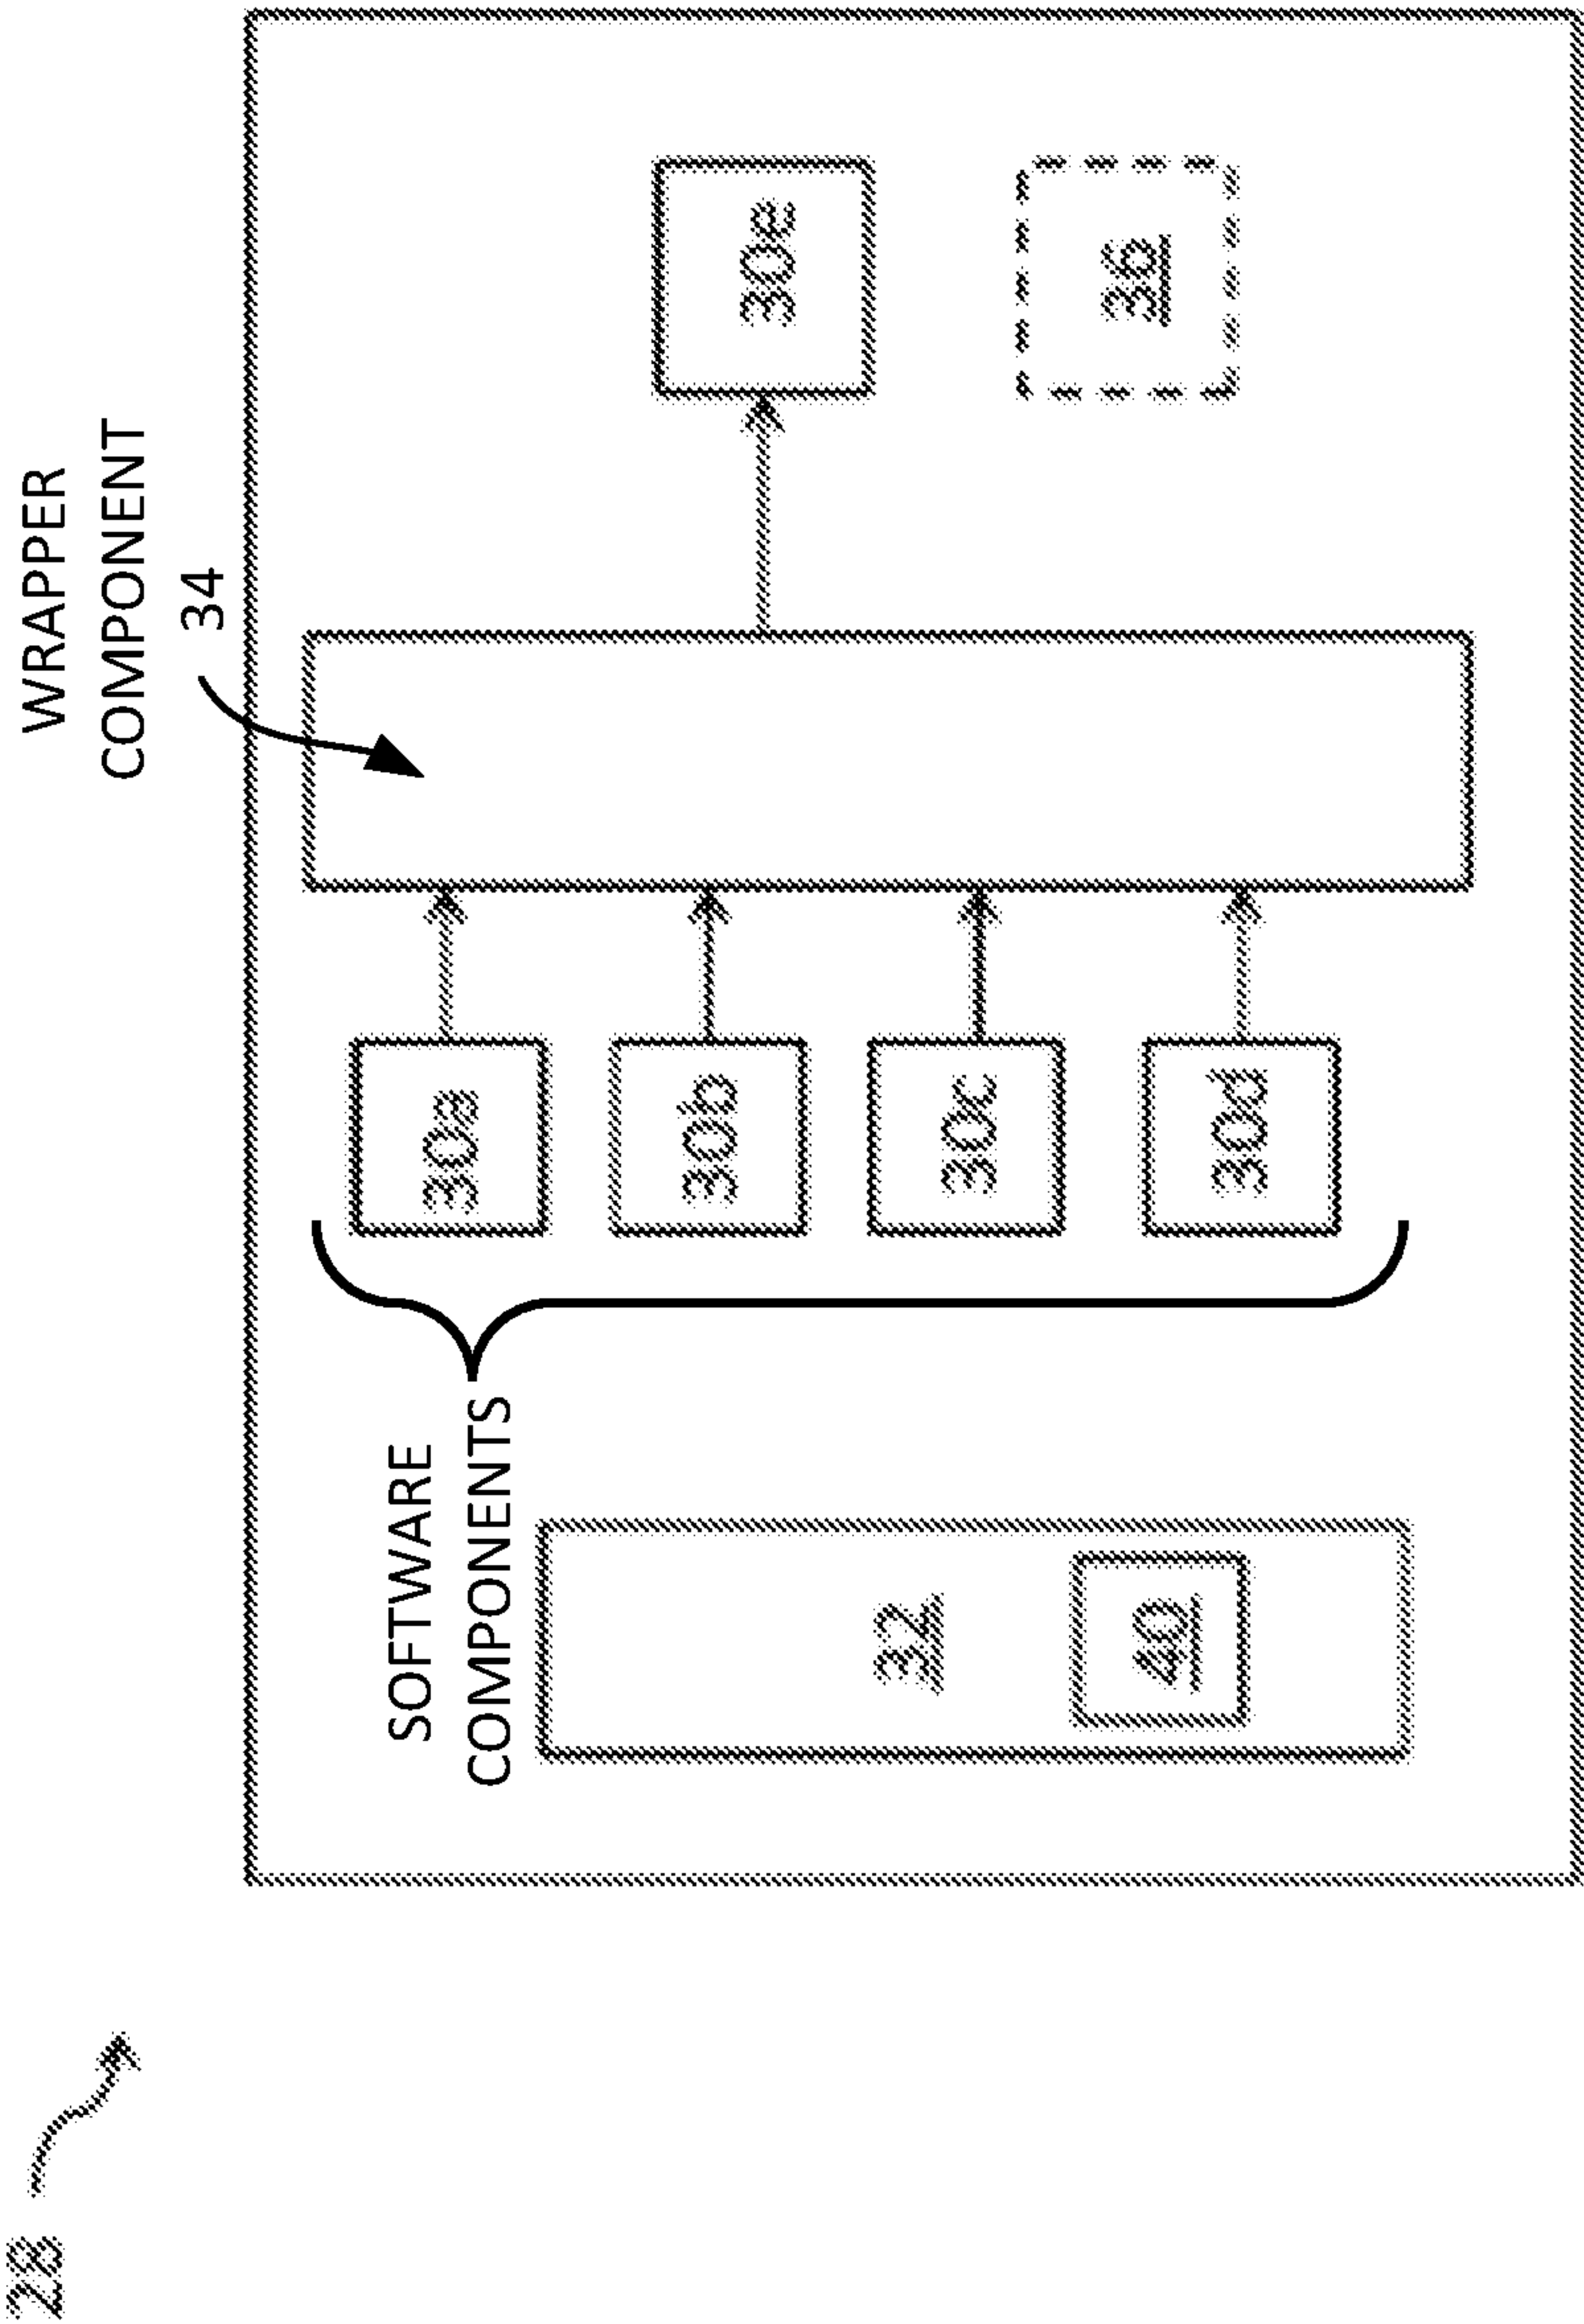 28
WRAPPER
COMPONENT
34
SOFTWARE
COMPONENTS
30a
30b
30c
30d
30e
32
40
36